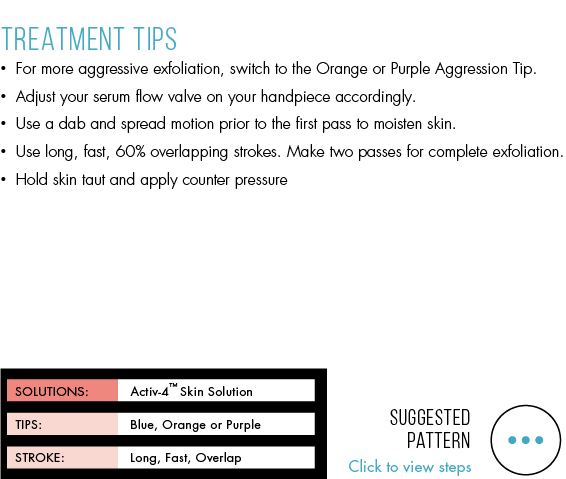 TREATMENT TIPS
• For more aggressive exfoliation, switch to the Orange or Purple Aggression Tip.
• Adjust your serum flow valve on your handpiece accordingly.
• Use a dab and spread motion prior to the first pass to moisten skin.
• Use long, fast, 60% overlapping strokes. Make two passes for complete exfoliation.
• Hold skin taut and apply counter pressure
SOLUTIONS: Activ-4™ Skin Solution
TIPS: Blue, Orange or Purple
STROKE: Long, Fast, Overlap
SUGGESTED
PATTERN
Click to view steps